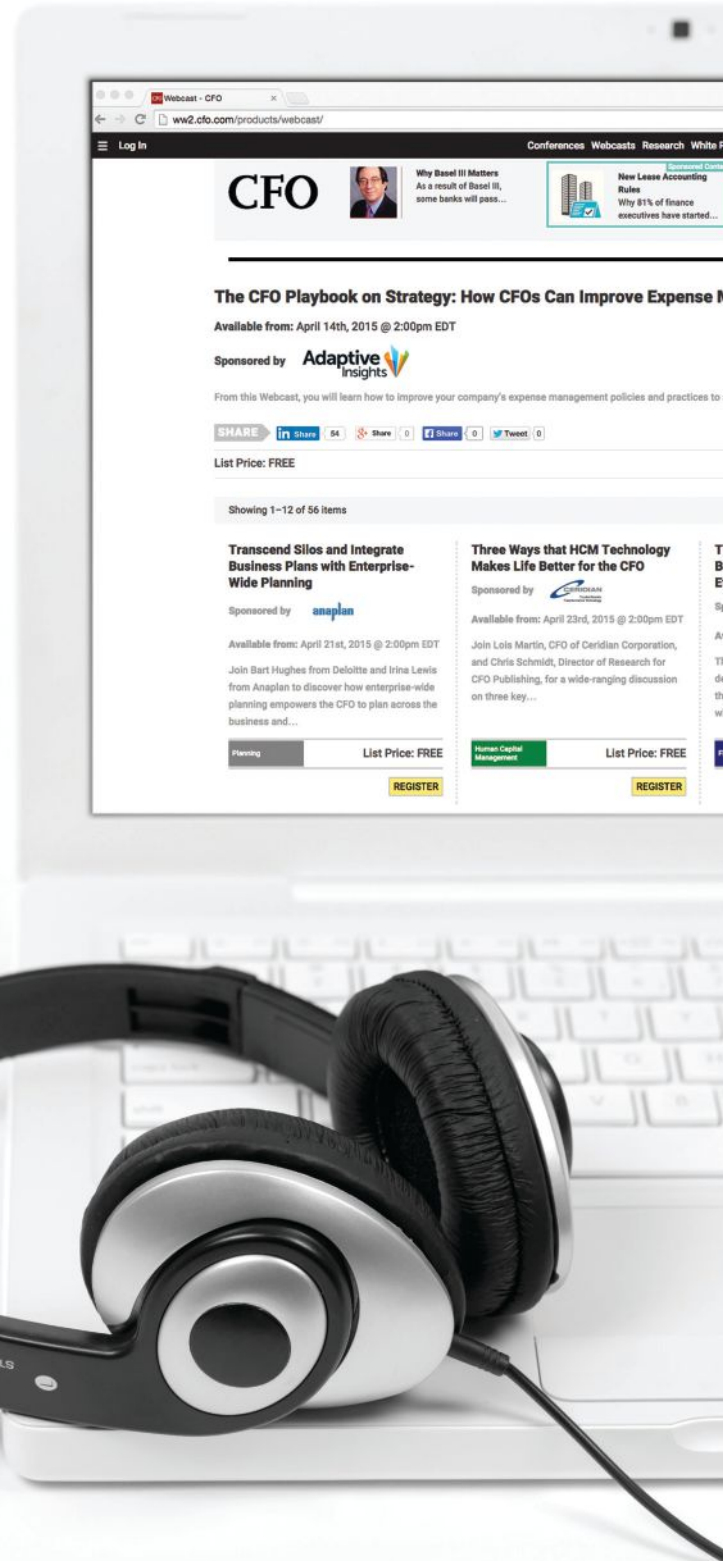 Webcast - CFO
ww2.cfo.com/products/webcast/
Log In
Conferences Webcasts Research White P
CFO
Why Basel III Matters
As a result of Basel III,
some banks will pass...
Sponsored Conte
New Lease Accounting
Rules
Why 81% of finance
executives have started...
The CFO Playbook on Strategy: How CFOs Can Improve Expense M
Available from: April 14th, 2015 @ 2:00pm EDT
Sponsored by Adaptive
Insights
From this Webcast, you will learn how to improve your company's expense management policies and practices to
SHARE in Share 54 Share 0 Share 0 Tweet 0
List Price: FREE
Showing 1–12 of 56 items
Transcend Silos and Integrate
Business Plans with Enterprise-
Wide Planning
Sponsored by anaplan
Available from: April 21st, 2015 @ 2:00pm EDT
Join Bart Hughes from Deloitte and Irina Lewis
from Anaplan to discover how enterprise-wide
planning empowers the CFO to plan across the
business and...
Planning
List Price: FREE
REGISTER
Three Ways that HCM Technology
Makes Life Better for the CFO
Sponsored by CERIDIAN
Available from: April 23rd, 2015 @ 2:00pm EDT
Join Lois Martin, CFO of Ceridian Corporation,
and Chris Schmidt, Director of Research for
CFO Publishing, for a wide-ranging discussion
on three key...
Human Capital
Management
List Price: FREE
REGISTER